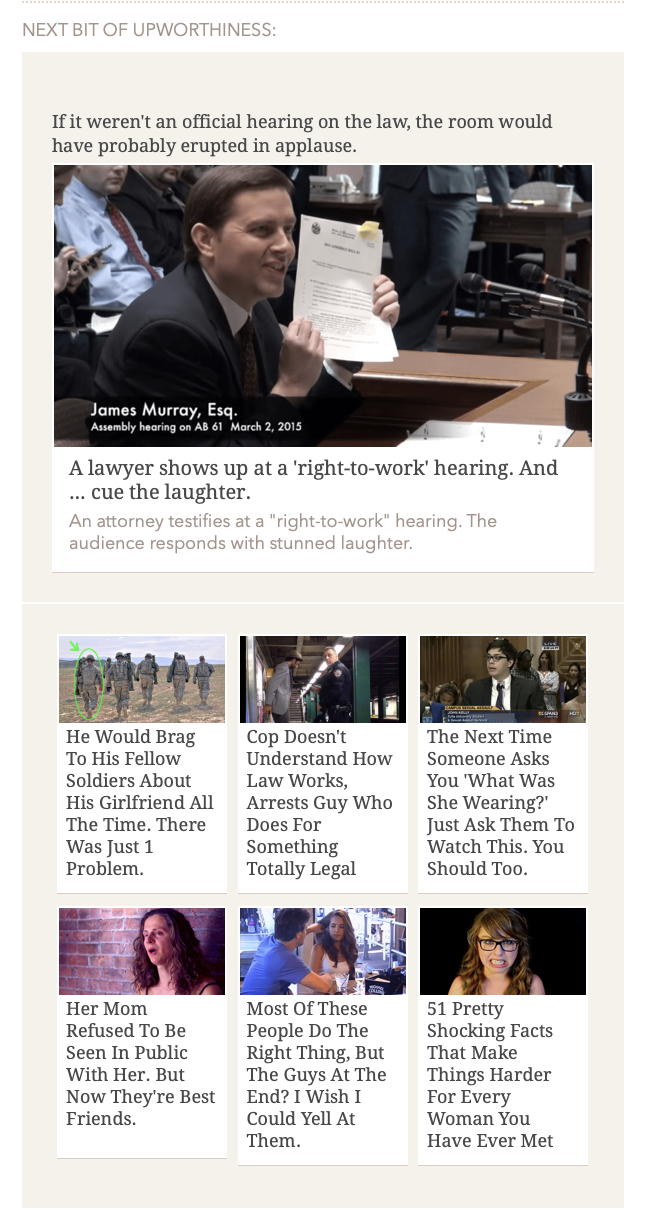 NEXT BIT OF UPWORTHINESS:
If it weren't an official hearing on the law, the room would
have probably erupted in applause.
James Murray, Esq.
Assembly hearing on AB 61 March 2, 2015
A lawyer shows up at a 'right-to-work' hearing. And
... cue the laughter.
An attorney testifies at a "right-to-work" hearing. The
audience responds with stunned laughter.
He Would Brag
To His Fellow
Soldiers About
His Girlfriend All
The Time. There
Was Just 1
Problem.
Cop Doesn't
Understand How
Law Works,
Arrests Guy Who
Does For
Something
Totally Legal
LIVE
CAMPUS SEXUAL ASSAULT
JOHN KELLY
The Next Time
Someone Asks
You 'What Was
She Wearing?'
Just Ask Them To
Watch This. You
Should Too.
Her Mom
Refused To Be
Seen In Public
With Her. But
Now They're Best
Friends.
Most Of These
People Do The
Right Thing, But
The Guys At The
End? I Wish I
Could Yell At
Them.
51 Pretty
Shocking Facts
That Make
Things Harder
For Every
Woman You
Have Ever Met